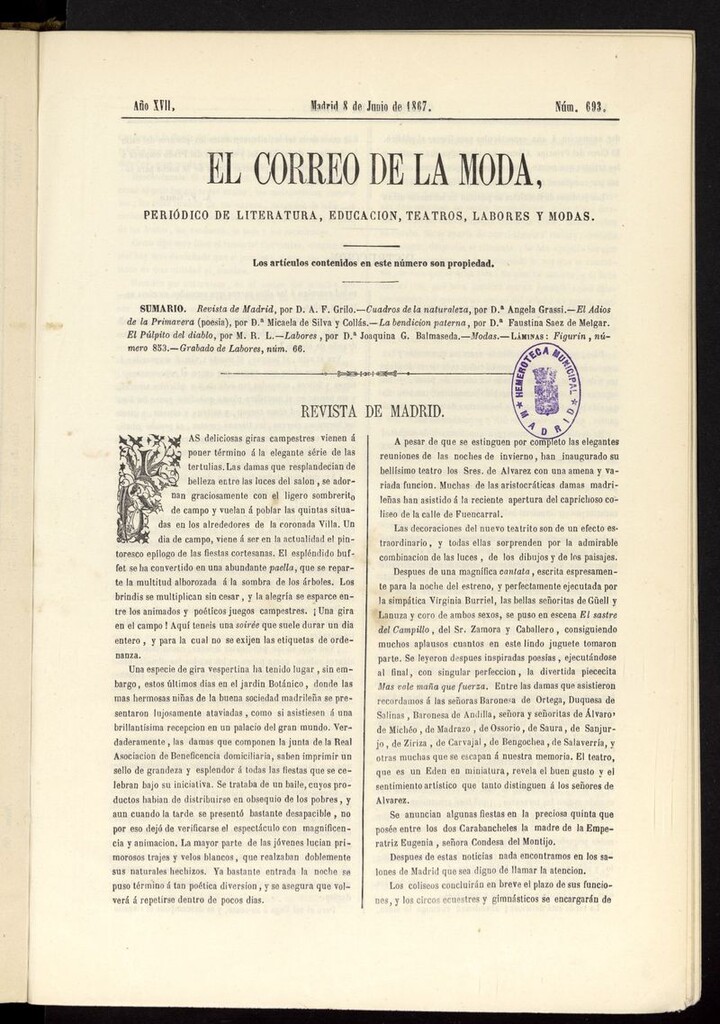 Año XVII,
Madrid 8 de Junio de 1867.
Núm. 693.
EL CORREO DE LA MODA,
PERIÓDICO DE LITERATURA, EDUCACION, TEATROS, LABORES Y MODAS.
Los artículos contenidos en este número son propiedad.
SUMARIO. Revista de Madrid, por D. A. F. Grilo.—Cuadros de la naturaleza, por D.ª Angela Grassi.—El Adios
de la Primavera (poesía), por D.ª Micaela de Silva y Collás.—La bendicion paterna, por D.ª Faustina Saez de Melgar.
El Púlpito del diablo, por M. R. L.—Labores, por D.ª Joaquina G. Balmaseda.—Modas.—LÁMINAS: Figurin, nú-
mero 853.—Grabado de Labores, núm. 66.
HEMEROTECA MUNICIPAL
MADRID
REVISTA DE MADRID.
LAS deliciosas giras campestres vienen á
poner término á la elegante série de las
tertulias. Las damas que resplandecian de
belleza entre las luces del salon, se ador-
nan graciosamente con el ligero sombrerito
de campo y vuelan á poblar las quintas situa-
das en los alrededores de la coronada Villa. Un
dia de campo, viene á ser en la actualidad el pin-
toresco epílogo de las fiestas cortesanas. El espléndido buf-
fet se ha convertido en una abundante paella, que se repar-
te la multitud alborozada á la sombra de los árboles. Los
brindis se multiplican sin cesar, y la alegría se esparce en-
tre los animados y poéticos juegos campestres. ¡Una gira
en el campo! Aquí teneis una soirée que suele durar un dia
entero, y para la cual no se exijen las etiquetas de orde-
nanza.
Una especie de gira vespertina ha tenido lugar, sin em-
bargo, estos últimos dias en el jardin Botánico, donde las
mas hermosas niñas de la buena sociedad madrileña se pre-
sentaron lujosamente ataviadas, como si asistiesen á una
brillantísima recepcion en un palacio del gran mundo. Ver-
daderamente, las damas que componen la junta de la Real
Asociacion de Beneficencia domiciliaria, saben imprimir un
sello de grandeza y esplendor á todas las fiestas que se ce-
lebran bajo su iniciativa. Se trataba de un baile, cuyos pro-
ductos habian de distribuirse en obsequio de los pobres, y
aun cuando la tarde se presentó bastante desapacible, no
por eso dejó de verificarse el espectáculo con magnificen-
cia y animacion. La mayor parte de las jóvenes lucian pri-
morosos trajes y velos blancos, que realzaban doblemente
sus naturales hechizos. Ya bastante entrada la noche se
puso término á tan poética diversion, y se asegura que vol-
verá á repetirse dentro de pocos dias.
A pesar de que se estinguen por completo las elegantes
reuniones de las noches de invierno, han inaugurado su
bellísimo teatro los Sres. de Alvarez con una amena y va-
riada funcion. Muchas de las aristocráticas damas madri-
leñas han asistido á la reciente apertura del caprichoso co-
liseo de la calle de Fuencarral.
Las decoraciones del nuevo teatrito son de un efecto es-
traordinario, y todas ellas sorprenden por la admirable
combinacion de las luces, de los dibujos y de los paisajes.
Despues de una magnífica cantata, escrita espresamen-
te para la noche del estreno, y perfectamente ejecutada por
la simpática Virginia Burriel, las bellas señoritas de Güell y
Lanuza y coro de ambos sexos, se puso en escena El sastre
del Campillo, del Sr. Zamora y Caballero, consiguiendo
muchos aplausos cuantos en este lindo juguete tomaron
parte. Se leyeron despues inspiradas poesías, ejecutándose
al final, con singular perfeccion, la divertida piececita
Mas vale maña que fuerza. Entre las damas que asistieron
recordamos á las señoras Baronesa de Ortega, Duquesa de
Salinas, Baronesa de Andilla, señora y señoritas de Álvaro
de Michéo, de Madrazo, de Ossorio, de Saura, de Sanjur-
jo, de Ziriza, de Carvajal, de Bengochea, de Salaverria, y
otras muchas que se escapan á nuestra memoria. El teatro,
que es un Eden en miniatura, revela el buen gusto y el
sentimiento artístico que tanto distinguen á los señores de
Alvarez.
Se anuncian algunas fiestas en la preciosa quinta que
posée entre los dos Carabancheles la madre de la Empe-
ratriz Eugenia, señora Condesa del Montijo.
Despues de estas noticias nada encontramos en los sa-
lones de Madrid que sea digno de llamar la atencion.
Los coliseos concluirán en breve el plazo de sus funcio-
nes, y los circos ecuestres y gimnásticos se encargarán de